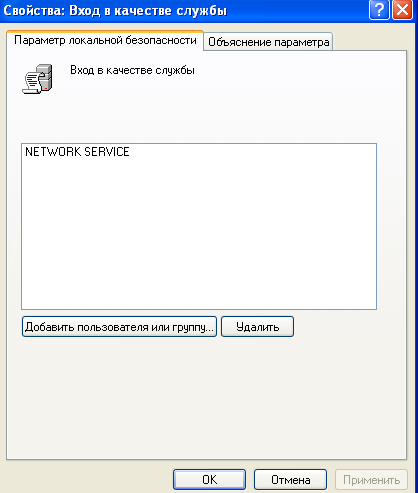 Свойства: Вход в качестве службы
Параметр локальной безопасности
Объяснение параметра
Вход в качестве службы
NETWORK SERVICE
Добавить пользователя или группу...
Удалить
OK
Отмена
Применить